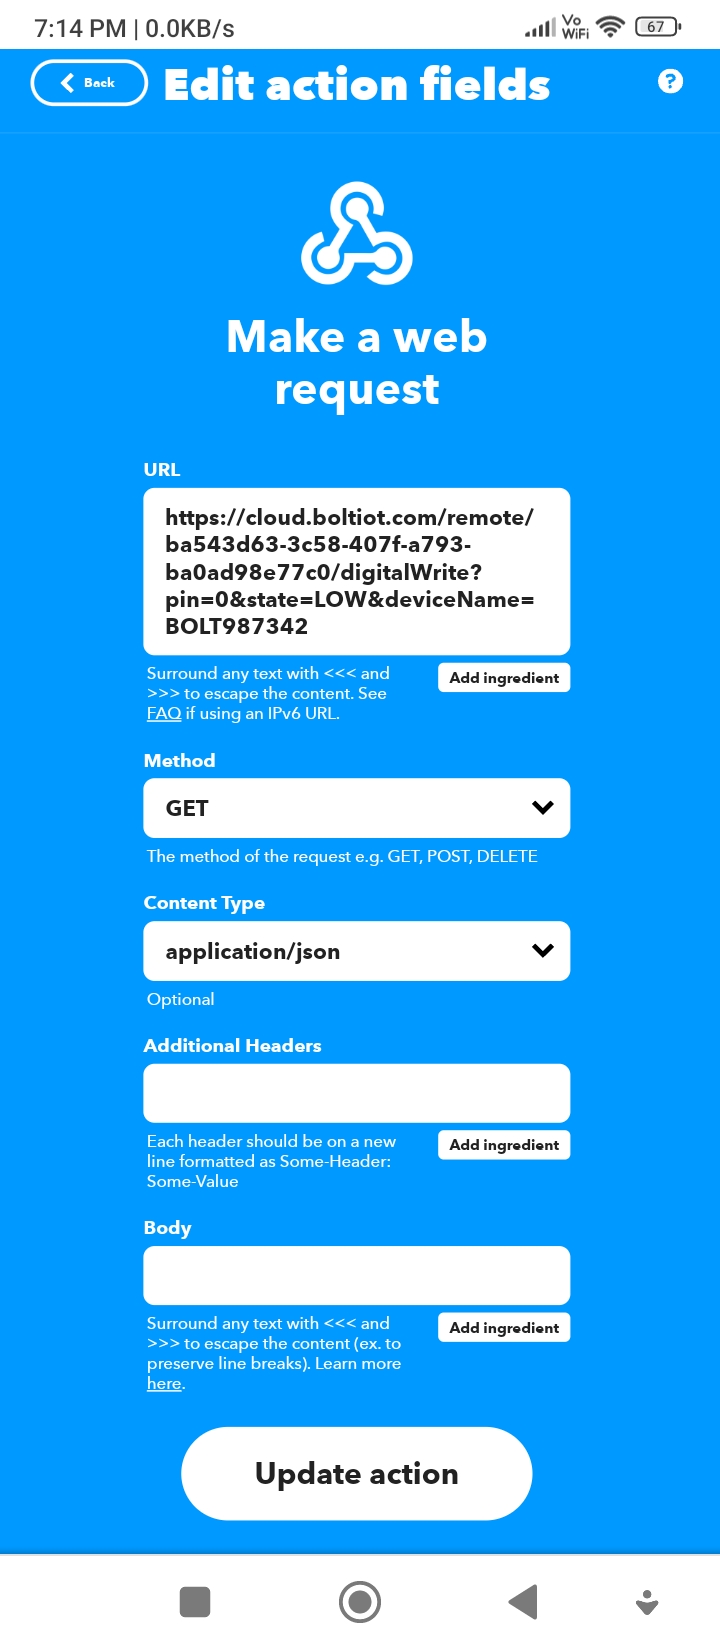 7:14 PM | 0.0KB/s
Vo
WiFi
67
Back
Edit action fields
?
Make a web
request
URL
https://cloud.boltiot.com/remote/
ba543d63-3c58-407f-a793-
ba0ad98e77c0/digitalWrite?
pin=0&state=LOW&deviceName=
BOLT987342
Surround any text with <<< and
>>> to escape the content. See
FAQ if using an IPv6 URL.
Add ingredient
Method
GET
The method of the request e.g. GET, POST, DELETE
Content Type
application/json
Optional
Additional Headers
Each header should be on a new
line formatted as Some-Header:
Some-Value
Add ingredient
Body
Surround any text with <<< and
>>> to escape the content (ex. to
preserve line breaks). Learn more
here.
Add ingredient
Update action